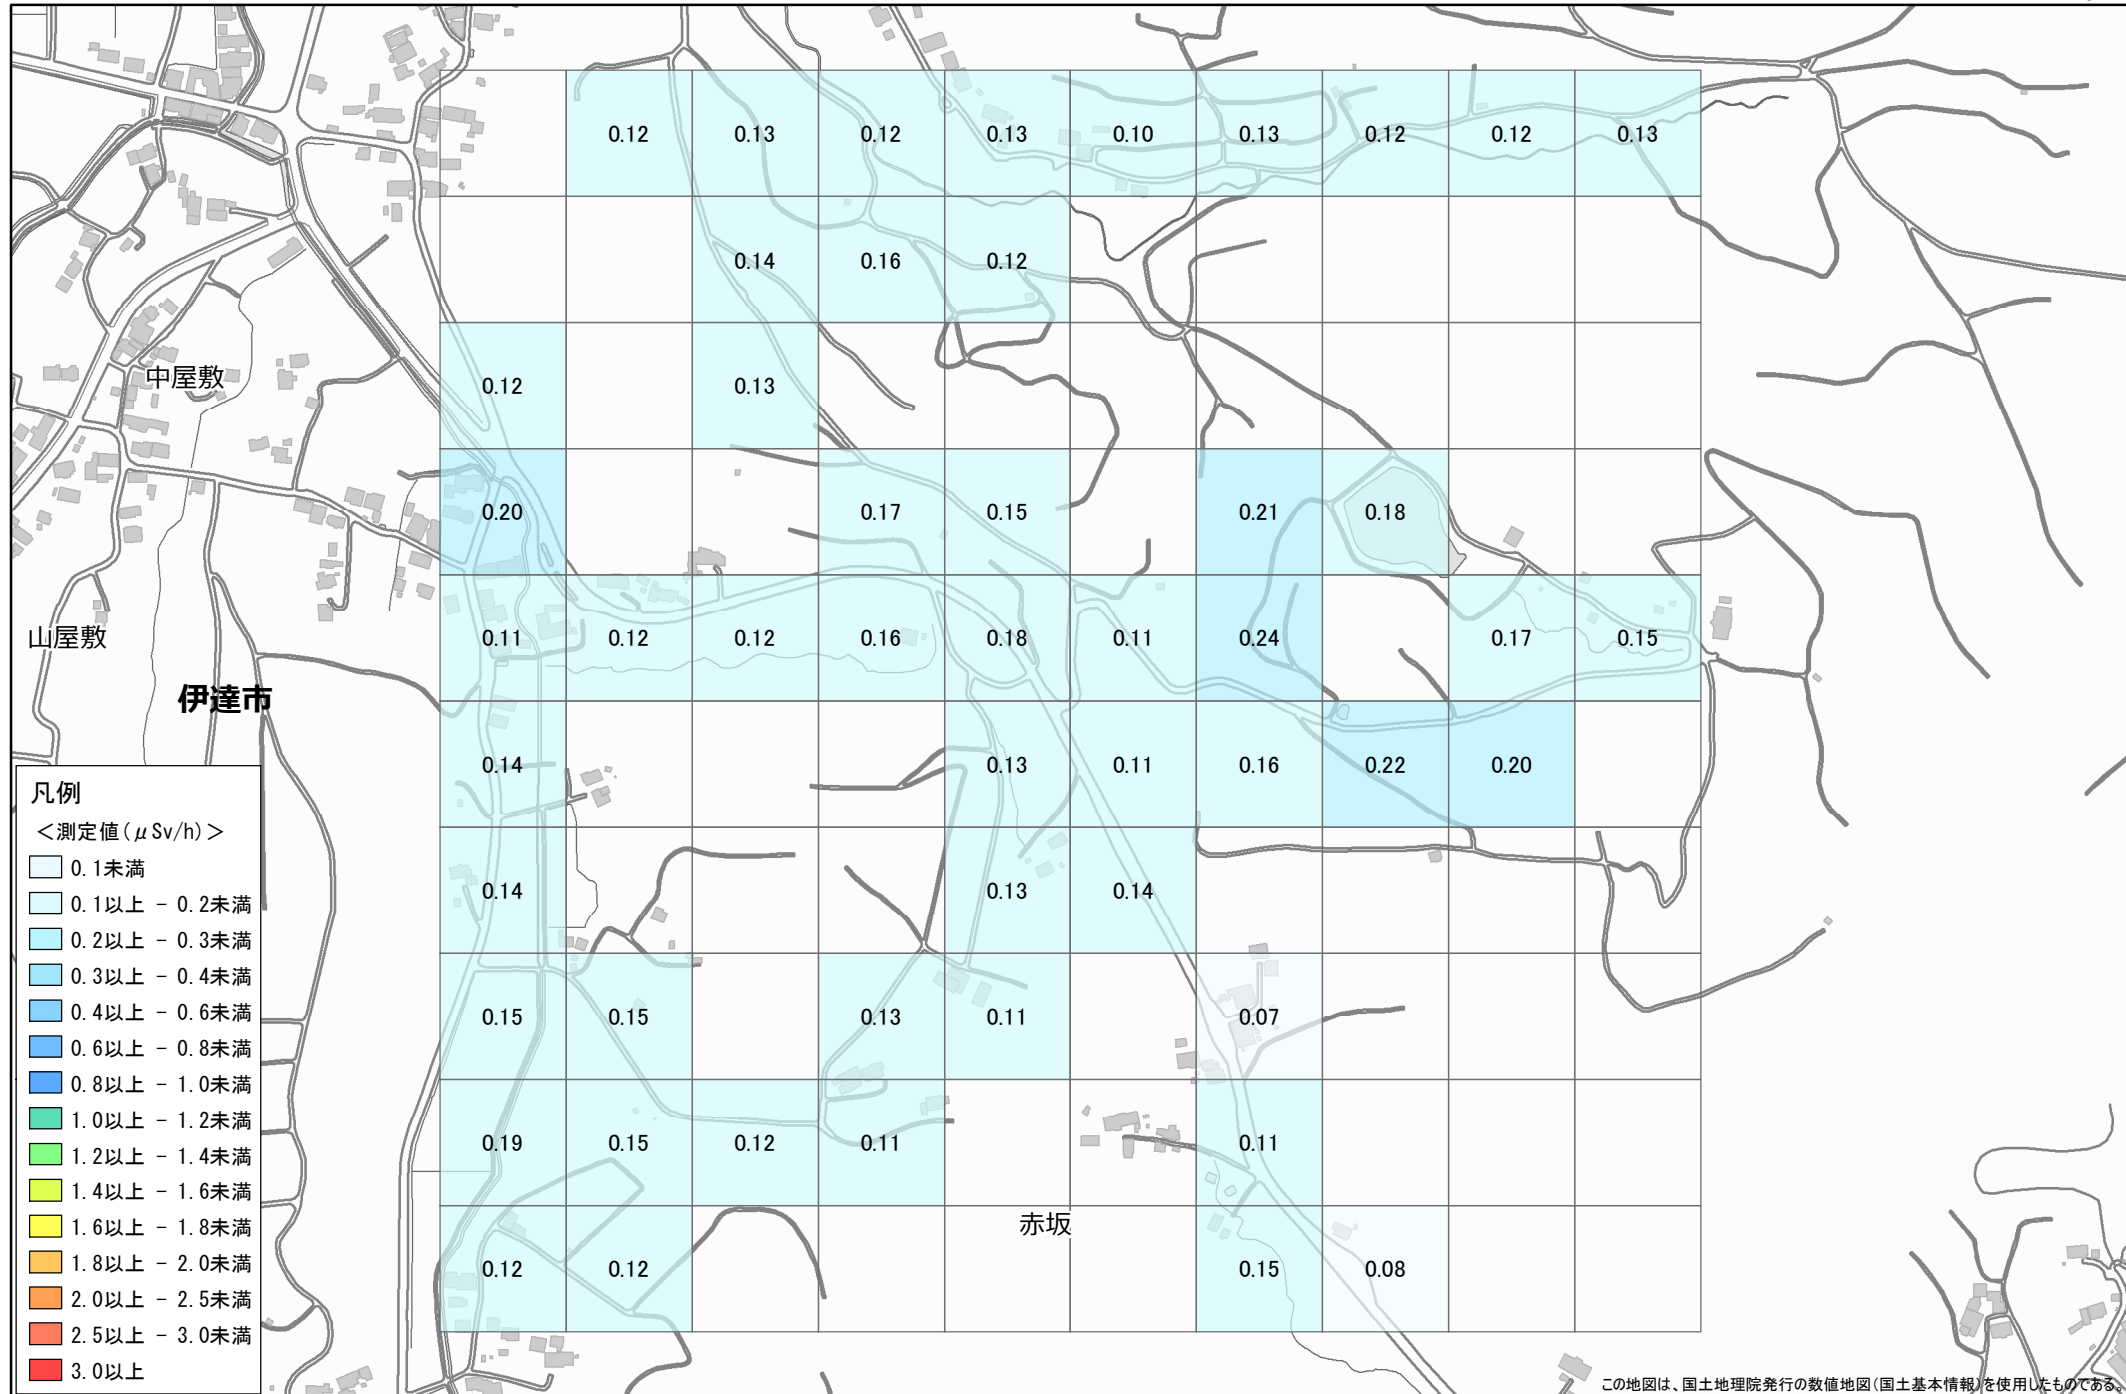 0.12 0.13 0.12 0.13 0.10 0.13 0.12 0.12 0.13
0.14 0.16 0.12
中屋敷
0.12 0.13
0.20 0.17 0.15 0.21 0.18
山屋敷
0.11 0.12 0.12 0.16 0.18 0.11 0.24 0.17 0.15
伊達市
0.14 0.13 0.11 0.16 0.22 0.20
0.14 0.13 0.14
0.15 0.15 0.13 0.11 0.07
0.19 0.15 0.12 0.11 0.11
赤坂
0.12 0.12 0.15 0.08
凡例
＜測定値(μSv/h)＞
0.1未満
0.1以上 - 0.2未満
0.2以上 - 0.3未満
0.3以上 - 0.4未満
0.4以上 - 0.6未満
0.6以上 - 0.8未満
0.8以上 - 1.0未満
1.0以上 - 1.2未満
1.2以上 - 1.4未満
1.4以上 - 1.6未満
1.6以上 - 1.8未満
1.8以上 - 2.0未満
2.0以上 - 2.5未満
2.5以上 - 3.0未満
3.0以上
この地図は、国土地理院発行の数値地図(国土基本情報)を使用したものである。